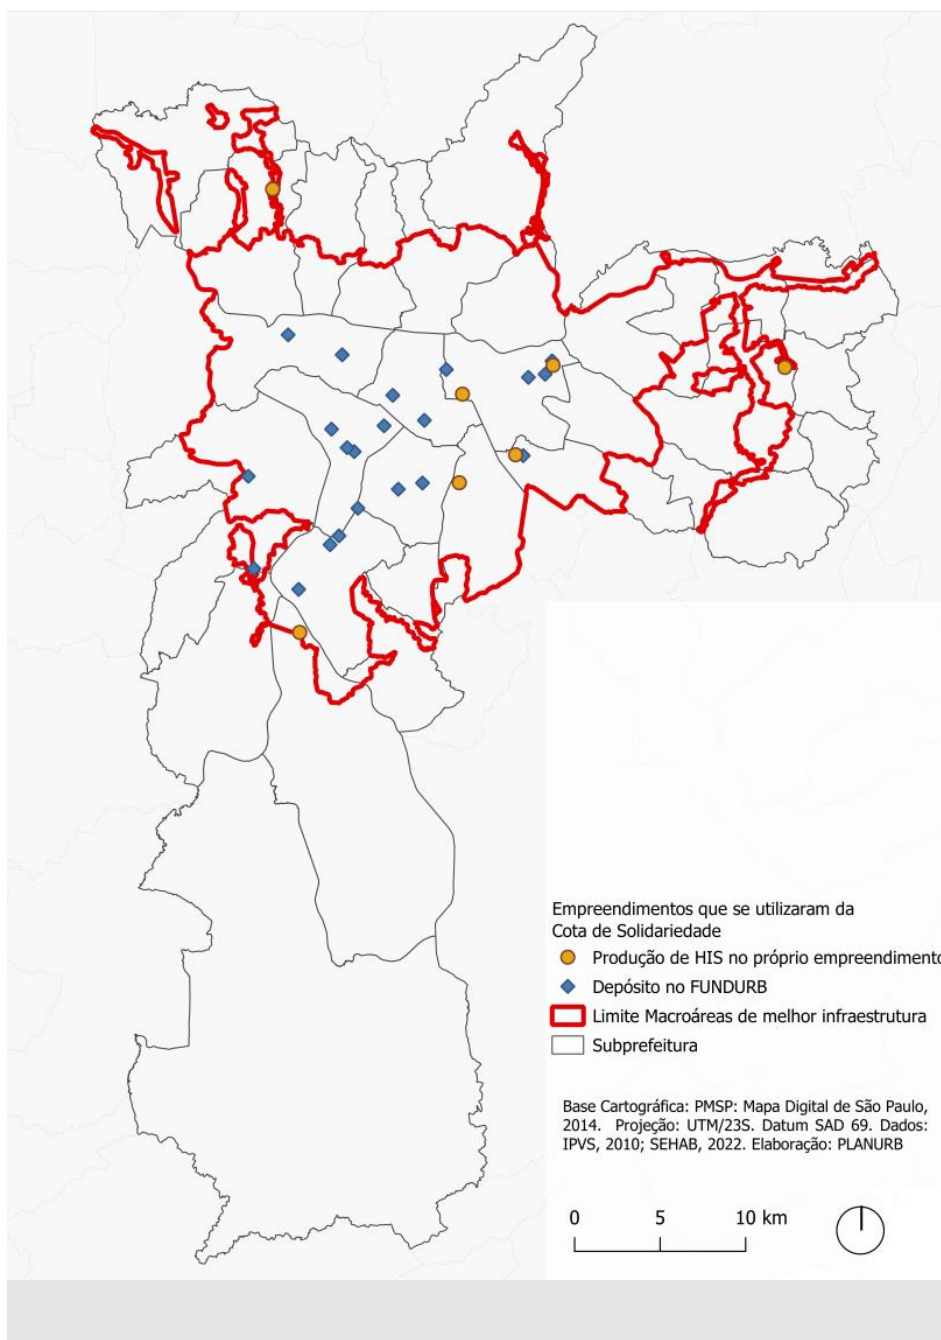 Empreendimentos que se utilizaram da
Cota de Solidariedade
Produção de HIS no próprio empreendimento
Depósito no FUNDURB
Limite Macroáreas de melhor infraestrutura
Subprefeitura
Base Cartográfica: PMSP: Mapa Digital de São Paulo,
2014. Projeção: UTM/23S. Datum SAD 69. Dados:
IPVS, 2010; SEHAB, 2022. Elaboração: PLANURB
0 5 10 km